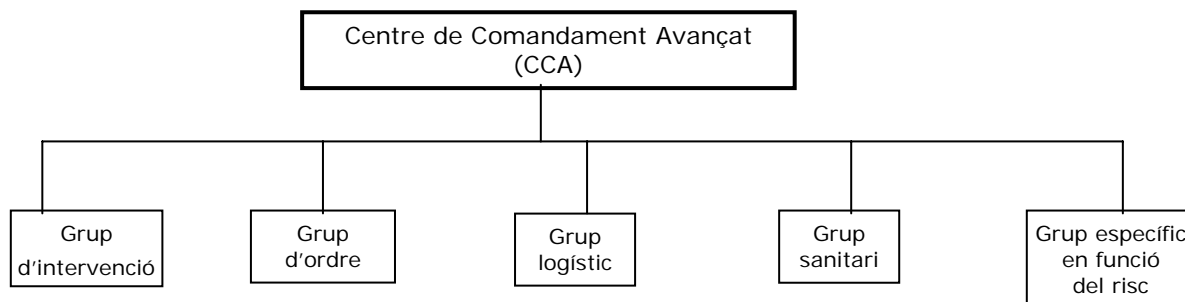 Centre de Comandament Avançat
(CCA)
Grup
d'intervenció
Grup
d'ordre
Grup
logístic
Grup
sanitari
Grup específic
en funció
del risc